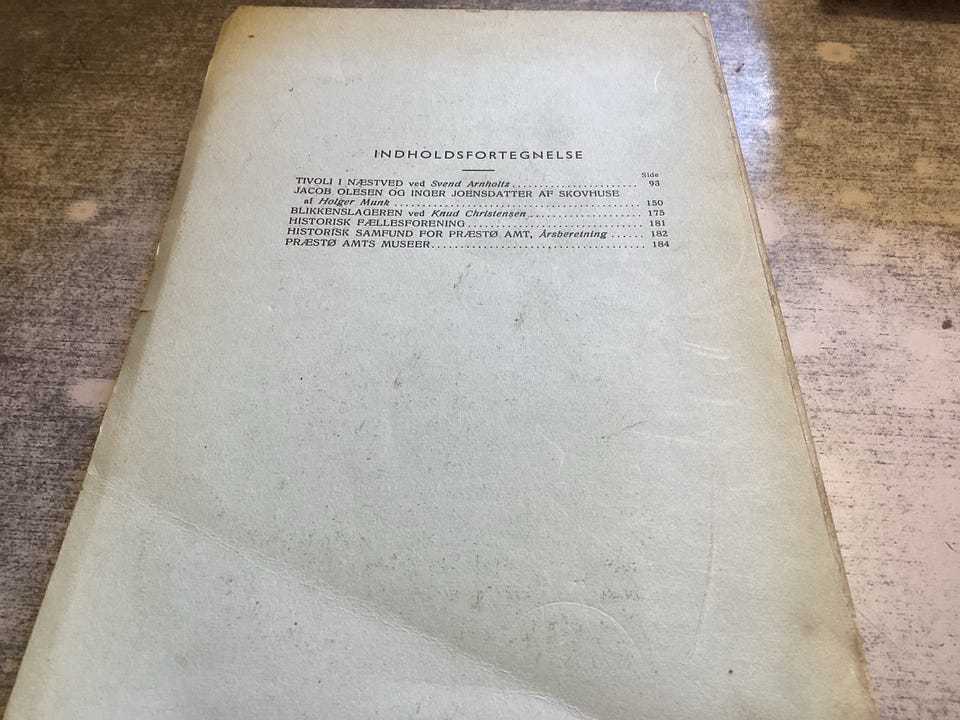 INDHOLDSFORTEGNELSE
Side
TIVOLI I NÆSTVED ved Svend Arnholtz ........................ 93
JACOB OLESEN OG INGER JOENSDATTER AF SKOVHUSE
af Holger Munk ............................................. 150
BLIKKENSLAGEREN ved Knud Christensen ..................... 175
HISTORISK FÆLLESFORENING ................................ 181
HISTORISK SAMFUND FOR PRÆSTØ AMT, Årsberetning ...... 182
PRÆSTØ AMTS MUSEER ...................................... 184